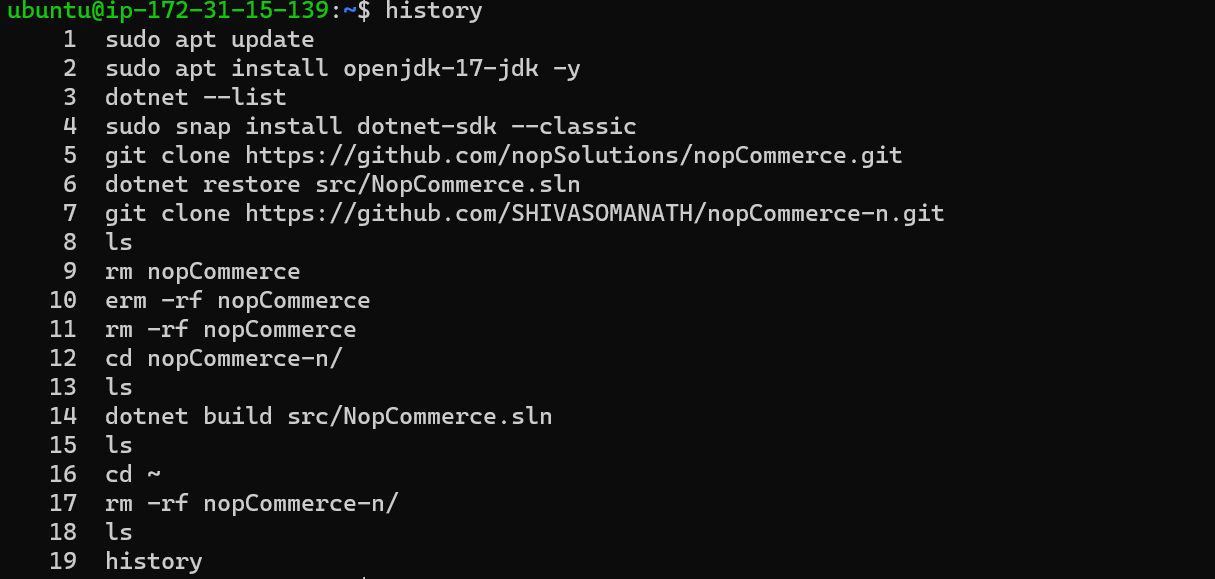 ubuntu@ip-172-31-15-139:~$ history
1 sudo apt update
2 sudo apt install openjdk-17-jdk -y
3 dotnet --list
4 sudo snap install dotnet-sdk --classic
5 git clone https://github.com/nopSolutions/nopCommerce.git
6 dotnet restore src/NopCommerce.sln
7 git clone https://github.com/SHIVASOMANATH/nopCommerce-n.git
8 ls
9 rm nopCommerce
10 erm -rf nopCommerce
11 rm -rf nopCommerce
12 cd nopCommerce-n/
13 ls
14 dotnet build src/NopCommerce.sln
15 ls
16 cd ~
17 rm -rf nopCommerce-n/
18 ls
19 history